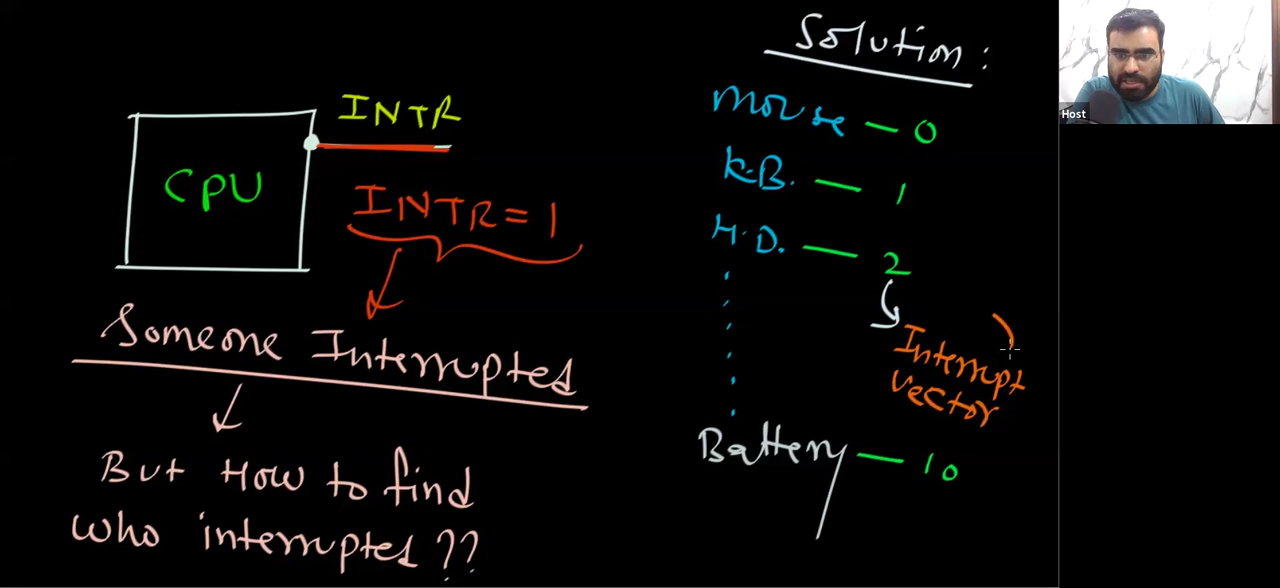 INTR
CPU
INTR = 1
Someone Interrupted
But How to find
who interrupted ??
Solution :
Mouse — 0
K.B. — 1
H.D. — 2
Interrupt
vector
Battery — 10
Host